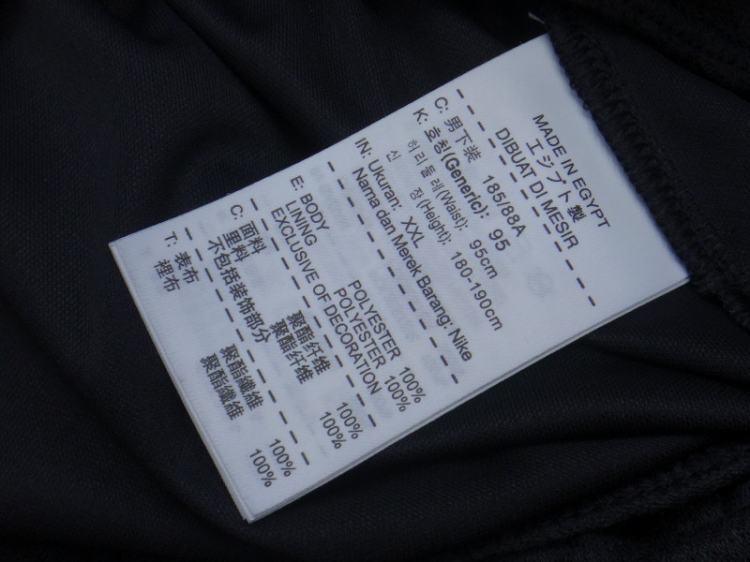 MADE IN EGYPT
エジプト製
DIBUAT DI MESIR
C: 男下装 185/88A
K: 호칭(Generic): 95
허리둘레(Waist): 95cm
신 장(Height): 180-190cm
IN: Ukuran: XXL
Nama dan Merek Barang: Nike
E: BODY POLYESTER 100%
LINING POLYESTER 100%
EXCLUSIVE OF DECORATION
C: 面料 聚酯纤维 100%
里料 聚酯纤维 100%
不包括装饰部分
T: 表布 聚酯纖維 100%
裡布 聚酯纖維 100%